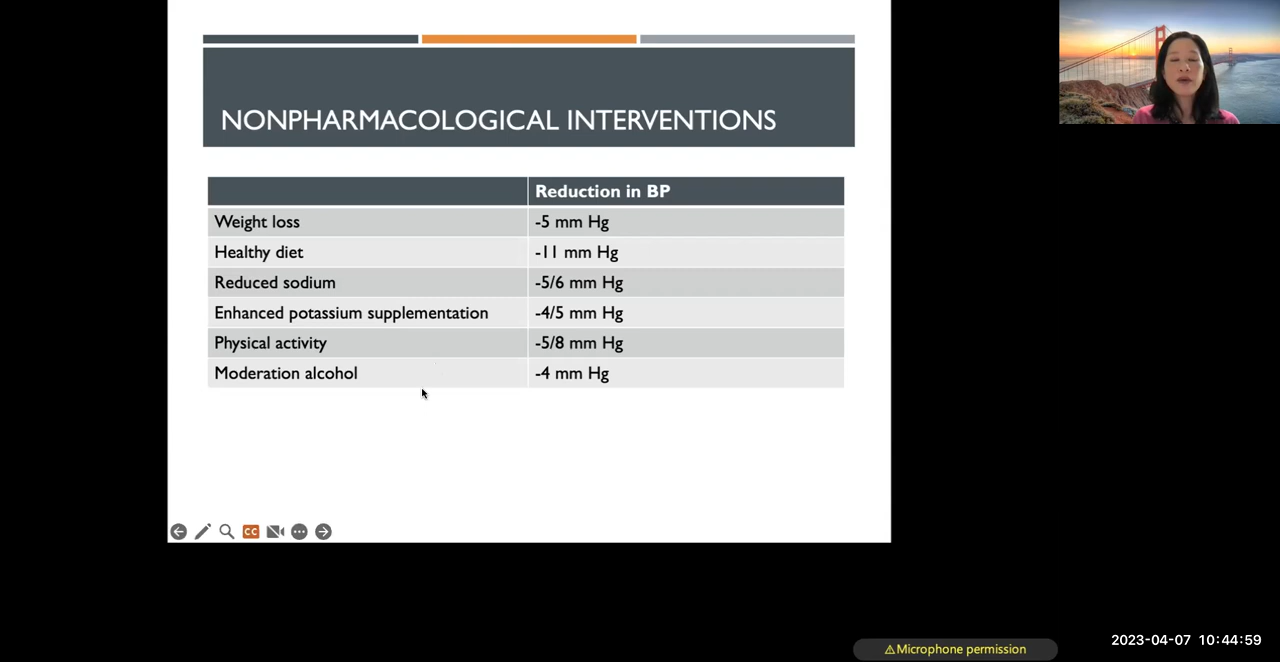 NONPHARMACOLOGICAL INTERVENTIONS
Reduction in BP
Weight loss -5 mm Hg
Healthy diet -11 mm Hg
Reduced sodium -5/6 mm Hg
Enhanced potassium supplementation -4/5 mm Hg
Physical activity -5/8 mm Hg
Moderation alcohol -4 mm Hg
CC
⚠Microphone permission
2023-04-07 10:44:59